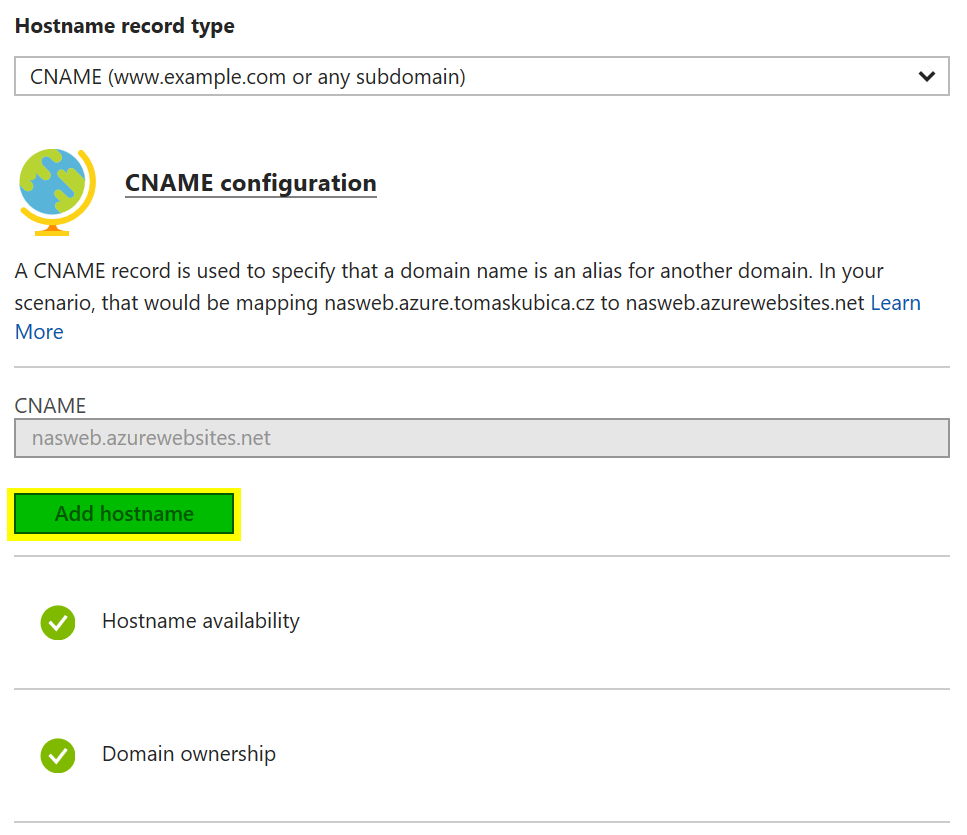 Hostname record type
CNAME (www.example.com or any subdomain)
CNAME configuration
A CNAME record is used to specify that a domain name is an alias for another domain. In your
scenario, that would be mapping nasweb.azure.tomaskubica.cz to nasweb.azurewebsites.net Learn
More
CNAME
nasweb.azurewebsites.net
Add hostname
Hostname availability
Domain ownership